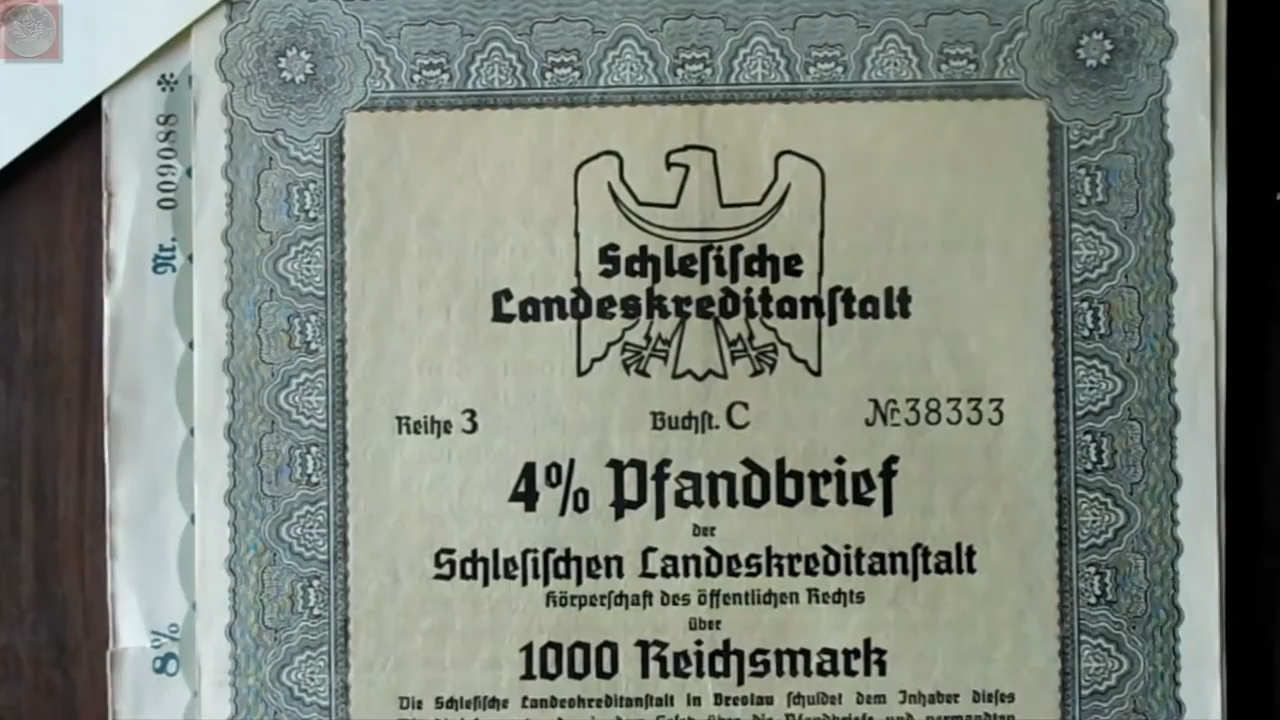 Nr. 009088 *
8%
Schleſiſche
Landeskreditanſtalt
Reihe 3 Buchſt. C № 38333
4% Pfandbrief
der
Schleſiſchen Landeskreditanſtalt
Körperſchaft des öffentlichen Rechts
über
1000 Reichsmark
Die Schleſiſche Landeskreditanſtalt in Breslau ſchuldet dem Inhaber dieſes